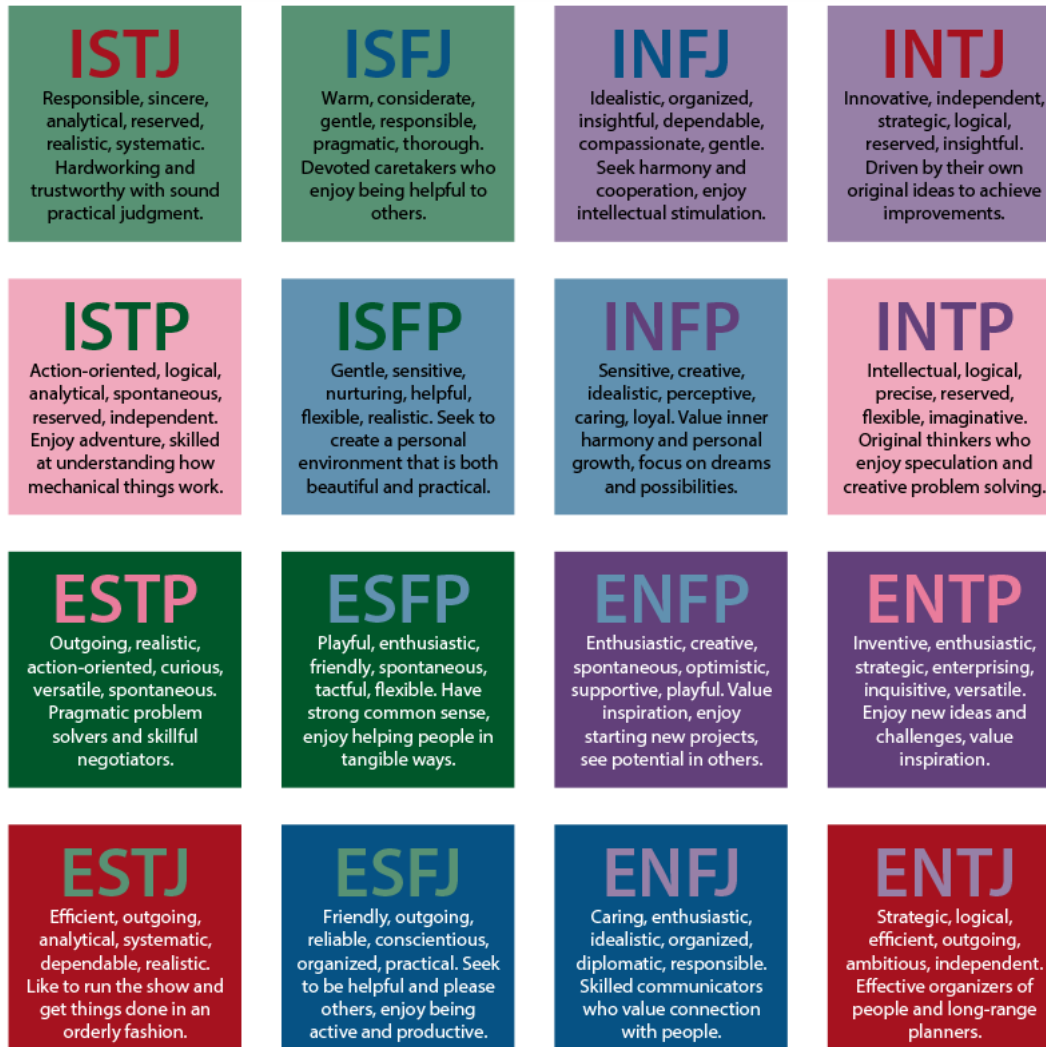 ISTJ
Responsible, sincere,
analytical, reserved,
realistic, systematic.
Hardworking and
trustworthy with sound
practical judgment.
ISFJ
Warm, considerate,
gentle, responsible,
pragmatic, thorough.
Devoted caretakers who
enjoy being helpful to
others.
INFJ
Idealistic, organized,
insightful, dependable,
compassionate, gentle.
Seek harmony and
cooperation, enjoy
intellectual stimulation.
INTJ
Innovative, independent,
strategic, logical,
reserved, insightful.
Driven by their own
original ideas to achieve
improvements.
ISTP
Action-oriented, logical,
analytical, spontaneous,
reserved, independent.
Enjoy adventure, skilled
at understanding how
mechanical things work.
ISFP
Gentle, sensitive,
nurturing, helpful,
flexible, realistic. Seek to
create a personal
environment that is both
beautiful and practical.
INFP
Sensitive, creative,
idealistic, perceptive,
caring, loyal. Value inner
harmony and personal
growth, focus on dreams
and possibilities.
INTP
Intellectual, logical,
precise, reserved,
flexible, imaginative.
Original thinkers who
enjoy speculation and
creative problem solving.
ESTP
Outgoing, realistic,
action-oriented, curious,
versatile, spontaneous.
Pragmatic problem
solvers and skillful
negotiators.
ESFP
Playful, enthusiastic,
friendly, spontaneous,
tactful, flexible. Have
strong common sense,
enjoy helping people in
tangible ways.
ENFP
Enthusiastic, creative,
spontaneous, optimistic,
supportive, playful. Value
inspiration, enjoy
starting new projects,
see potential in others.
ENTP
Inventive, enthusiastic,
strategic, enterprising,
inquisitive, versatile.
Enjoy new ideas and
challenges, value
inspiration.
ESTJ
Efficient, outgoing,
analytical, systematic,
dependable, realistic.
Like to run the show and
get things done in an
orderly fashion.
ESFJ
Friendly, outgoing,
reliable, conscientious,
organized, practical. Seek
to be helpful and please
others, enjoy being
active and productive.
ENFJ
Caring, enthusiastic,
idealistic, organized,
diplomatic, responsible.
Skilled communicators
who value connection
with people.
ENTJ
Strategic, logical,
efficient, outgoing,
ambitious, independent.
Effective organizers of
people and long-range
planners.